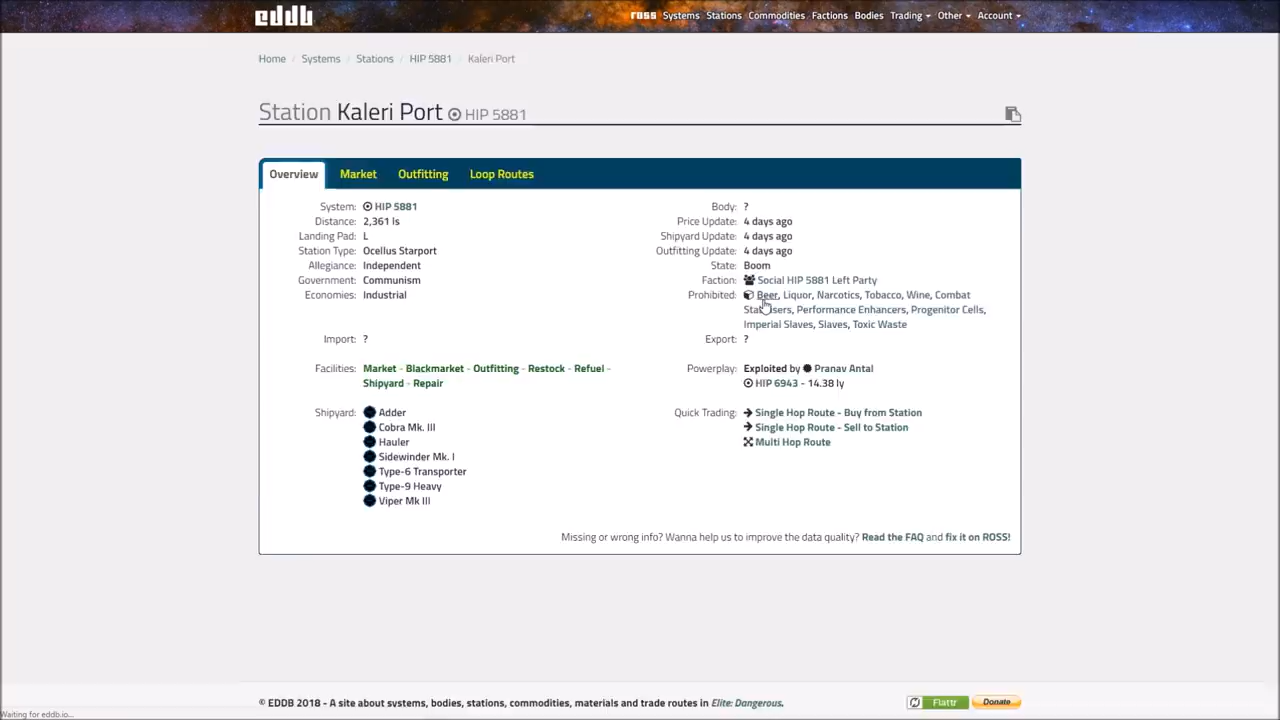 eddb
ross Systems Stations Commodities Factions Bodies Trading Other Account
Home / Systems / Stations / HIP 5881 / Kaleri Port
Station Kaleri Port HIP 5881
Overview Market Outfitting Loop Routes
System: HIP 5881
Distance: 2,361 ls
Landing Pad: L
Station Type: Ocellus Starport
Allegiance: Independent
Government: Communism
Economies: Industrial
Import: ?
Facilities: Market - Blackmarket - Outfitting - Restock - Refuel -
Shipyard - Repair
Shipyard: Adder
Cobra Mk. III
Hauler
Sidewinder Mk. I
Type-6 Transporter
Type-9 Heavy
Viper Mk III
Body: ?
Price Update: 4 days ago
Shipyard Update: 4 days ago
Outfitting Update: 4 days ago
State: Boom
Faction: Social HIP 5881 Left Party
Prohibited: Beer, Liquor, Narcotics, Tobacco, Wine, Combat
Stabilisers, Performance Enhancers, Progenitor Cells,
Imperial Slaves, Slaves, Toxic Waste
Export: ?
Powerplay: Exploited by Pranav Antal
HIP 6943 - 14.38 ly
Quick Trading: Single Hop Route - Buy from Station
Single Hop Route - Sell to Station
Multi Hop Route
Missing or wrong info? Wanna help us to improve the data quality? Read the FAQ and fix it on ROSS!
© EDDB 2018 - A site about systems, bodies, stations, commodities, materials and trade routes in Elite: Dangerous.
Flattr Donate
Waiting for eddb.io...